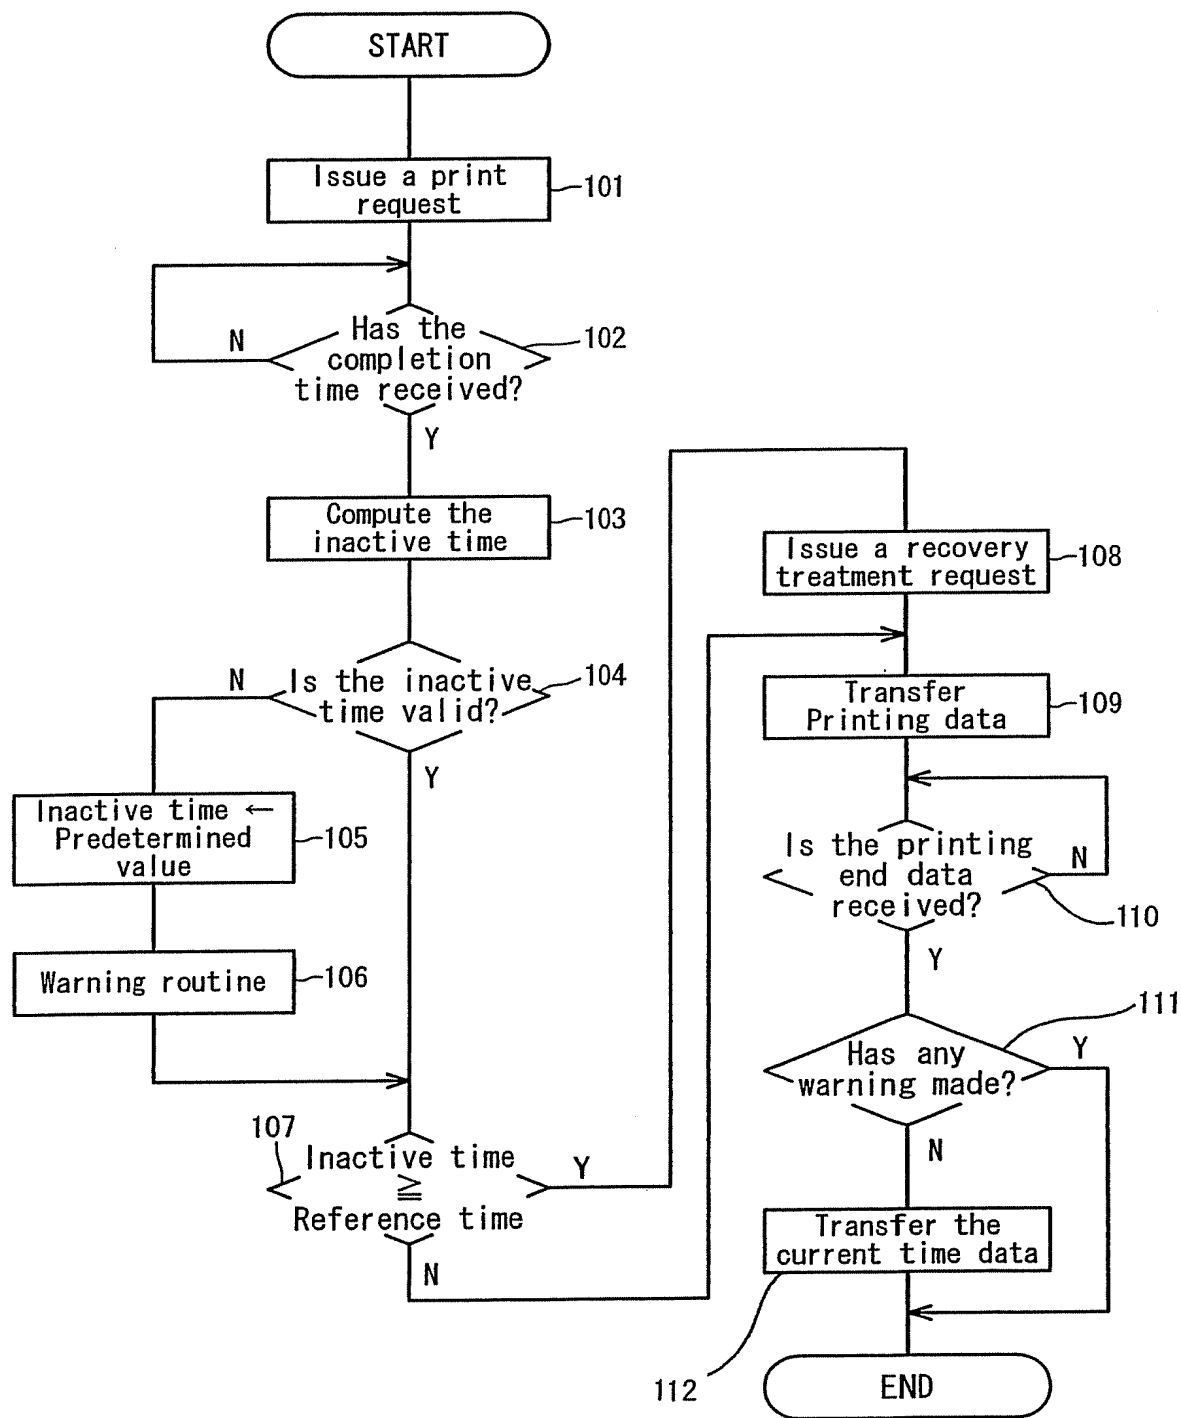 START
Issue a print
request
101
N
Has the
completion
time received?
102
Y
Compute the
inactive time
103
N
Is the inactive
time valid?
104
Y
Inactive time ←
Predetermined
value
105
Warning routine
106
107
Inactive time
≧
Reference time
Y
N
Issue a recovery
treatment request
108
Transfer
Printing data
109
Is the printing
end data
received?
N
110
Y
111
Has any
warning made?
Y
N
Transfer the
current time data
112
END